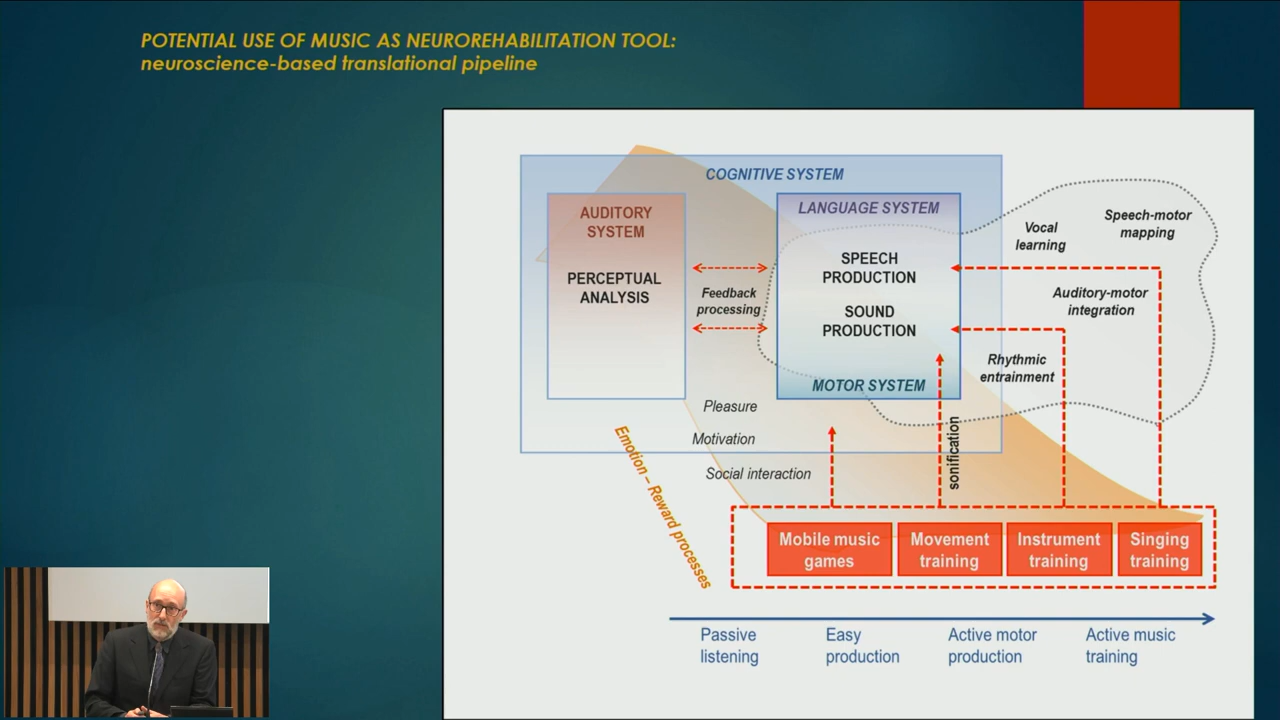 POTENTIAL USE OF MUSIC AS NEUROREHABILITATION TOOL:
neuroscience-based translational pipeline
COGNITIVE SYSTEM
AUDITORY
SYSTEM
PERCEPTUAL
ANALYSIS
Feedback
processing
LANGUAGE SYSTEM
SPEECH
PRODUCTION
SOUND
PRODUCTION
MOTOR SYSTEM
Vocal
learning
Speech-motor
mapping
Auditory-motor
integration
Rhythmic
entrainment
Pleasure
Motivation
Social interaction
sonification
Emotion – Reward processes
Mobile music
games
Movement
training
Instrument
training
Singing
training
Passive
listening
Easy
production
Active motor
production
Active music
training